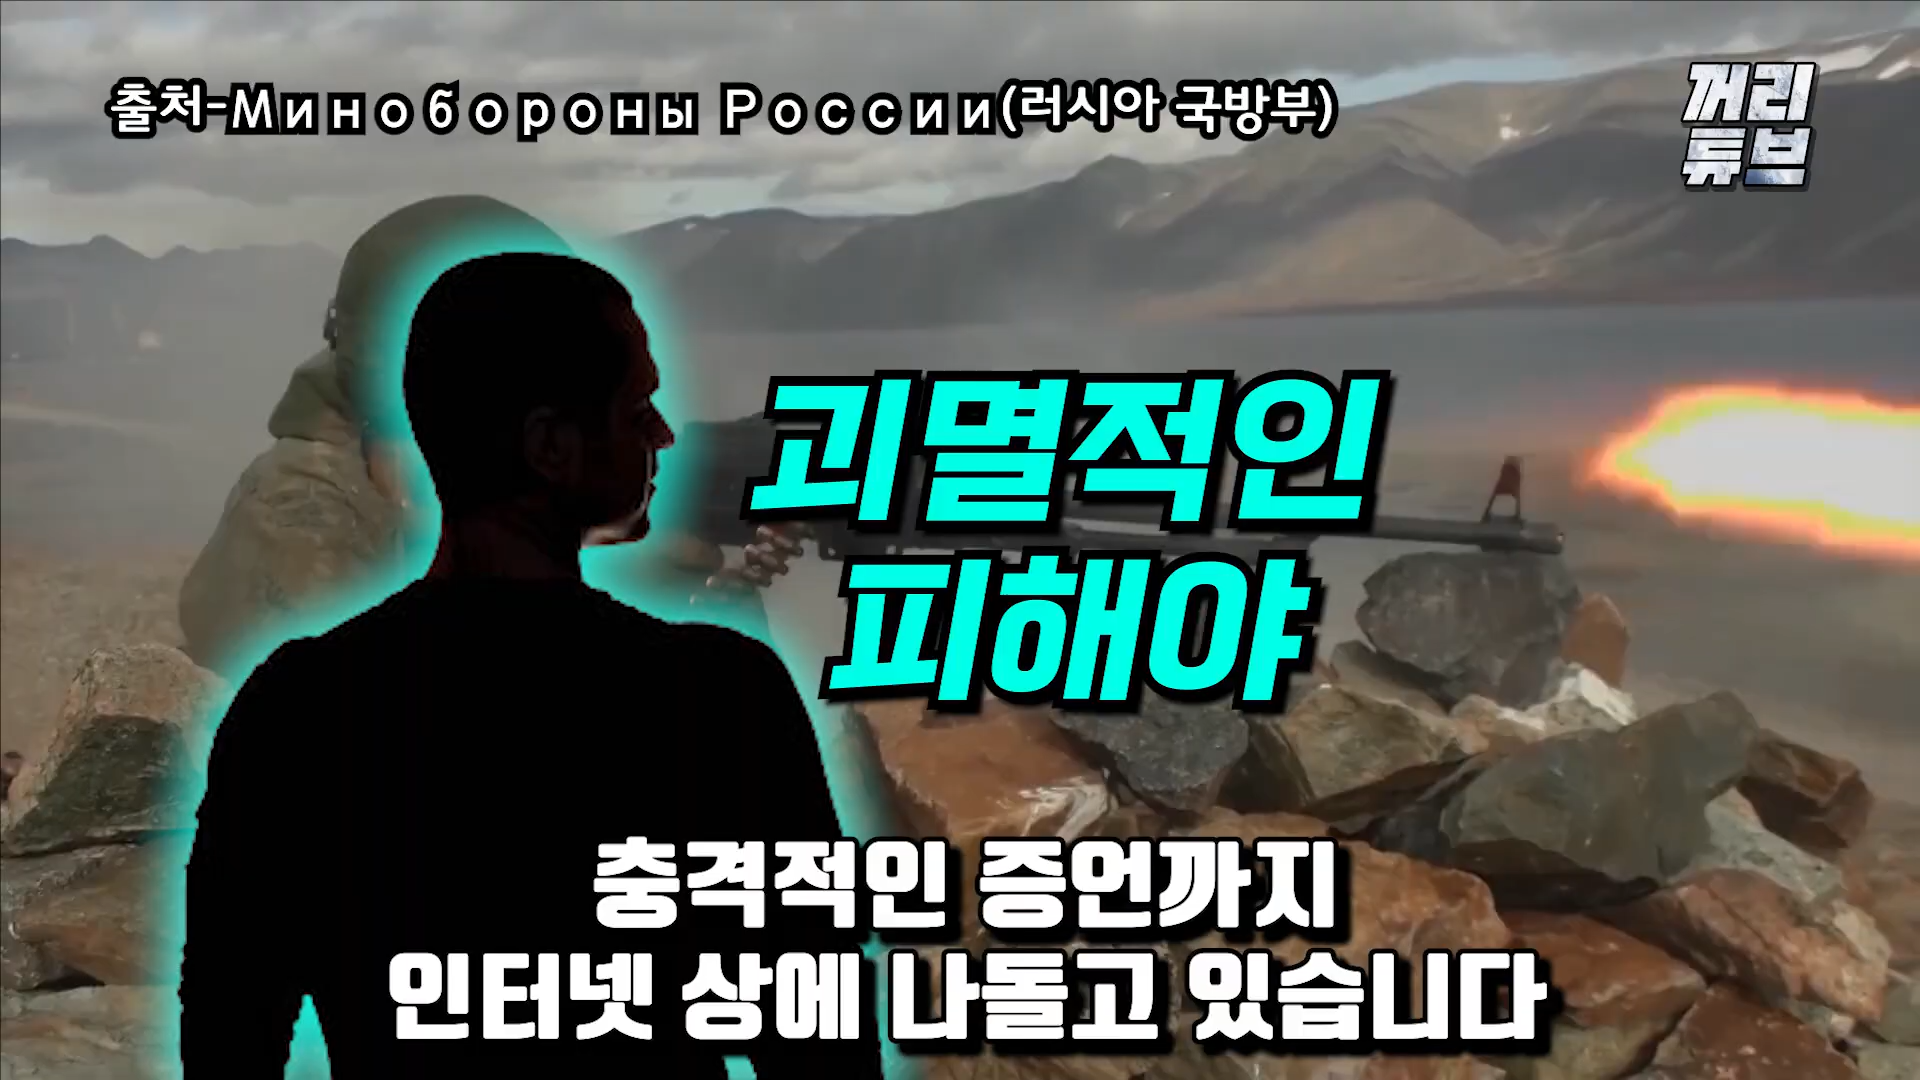 출처-Минобороны России(러시아 국방부)
꺼리
튜브
괴멸적인
피해야
충격적인 증언까지
인터넷 상에 나돌고 있습니다